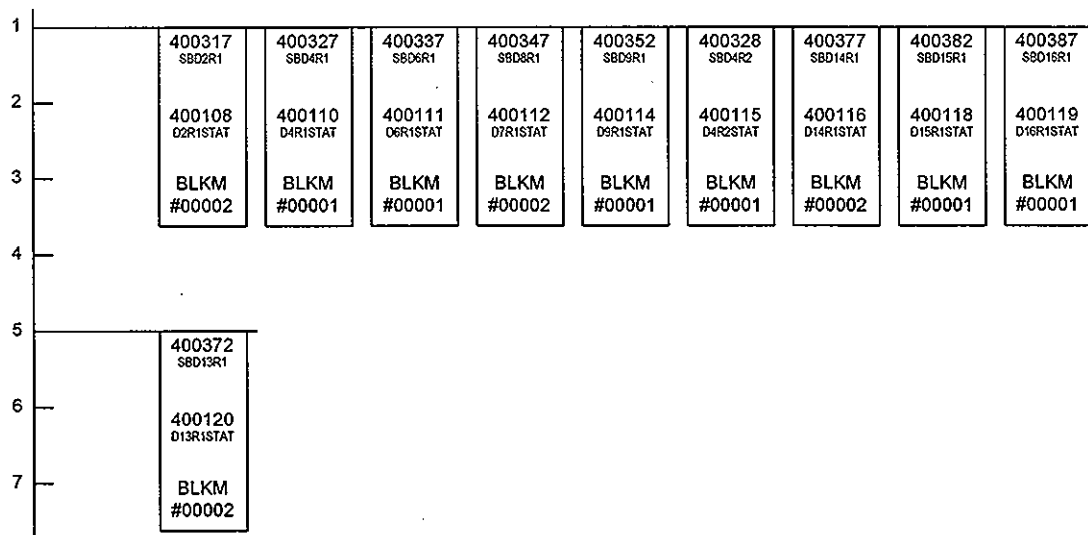 1
400317 400327 400337 400347 400352 400328 400377 400382 400387
SBD2R1 SBD4R1 SBD6R1 SBD8R1 SBD9R1 SBD4R2 SBD14R1 SBD15R1 SBD16R1
2
400108 400110 400111 400112 400114 400115 400116 400118 400119
D2R1STAT D4R1STAT D6R1STAT D7R1STAT D9R1STAT D4R2STAT D14R1STAT D15R1STAT D16R1STAT
3
BLKM BLKM BLKM BLKM BLKM BLKM BLKM BLKM BLKM
#00002 #00001 #00001 #00002 #00001 #00001 #00002 #00001 #00001
4
5
400372
SBD13R1
6
400120
D13R1STAT
7
BLKM
#00002